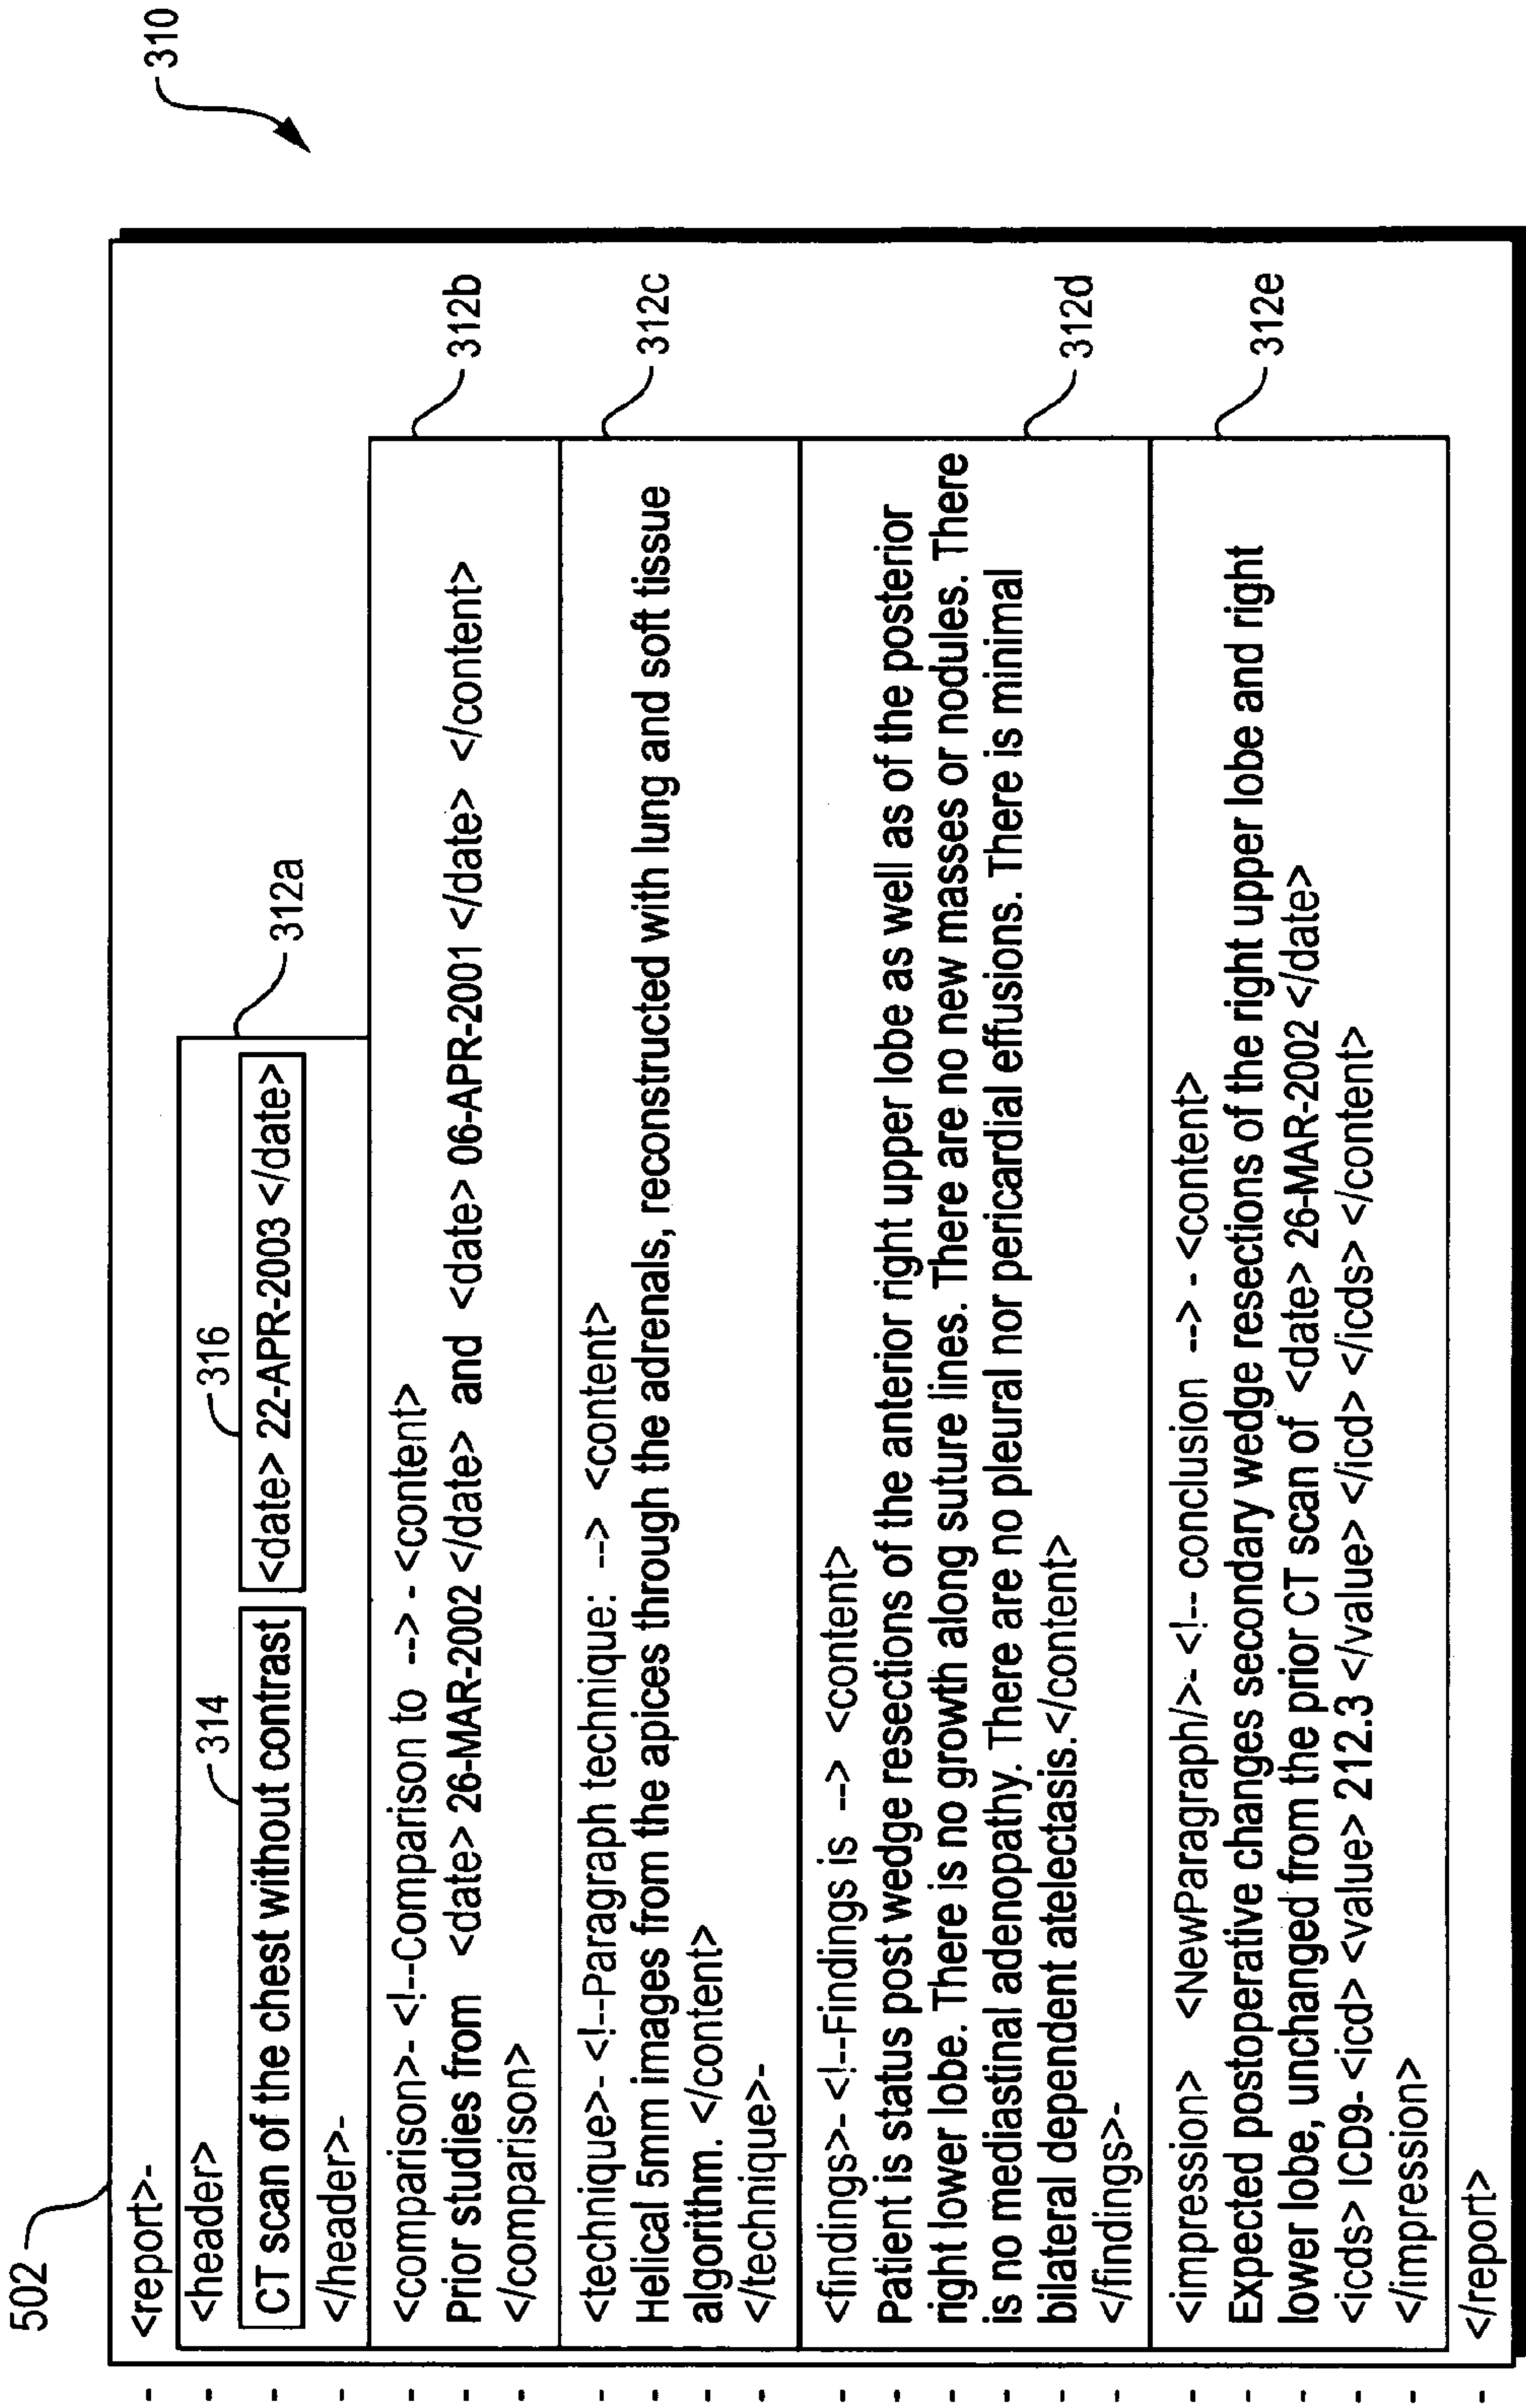 502
310
- <report>-
- <header>
314
316
312a
- CT scan of the chest without contrast <date> 22-APR-2003 </date>
- </header>-
312b
- <comparison>- <!--Comparison to --> - <content>
- Prior studies from <date> 26-MAR-2002 </date> and <date> 06-APR-2001 </date> </content>
- </comparison>
312c
- <technique>- <!--Paragraph technique: --> <content>
- Helical 5mm images from the apices through the adrenals, reconstructed with lung and soft tissue
- algorithm. </content>
- </technique>-
312d
- <findings>- <!--Findings is --> <content>
- Patient is status post wedge resections of the anterior right upper lobe as well as of the posterior
- right lower lobe. There is no growth along suture lines. There are no new masses or nodules. There
- is no mediastinal adenopathy. There are no pleural nor pericardial effusions. There is minimal
- bilateral dependent atelectasis.</content>
- </findings>-
312e
- <impression> <NewParagraph/>- <!-- conclusion --> - <content>
- Expected postoperative changes secondary wedge resections of the right upper lobe and right
- lower lobe, unchanged from the prior CT scan of <date> 26-MAR-2002 </date>
- <icds> ICD9- <icd> <value> 212.3 </value> </icd> </icds> </content>
- </impression>
- </report>